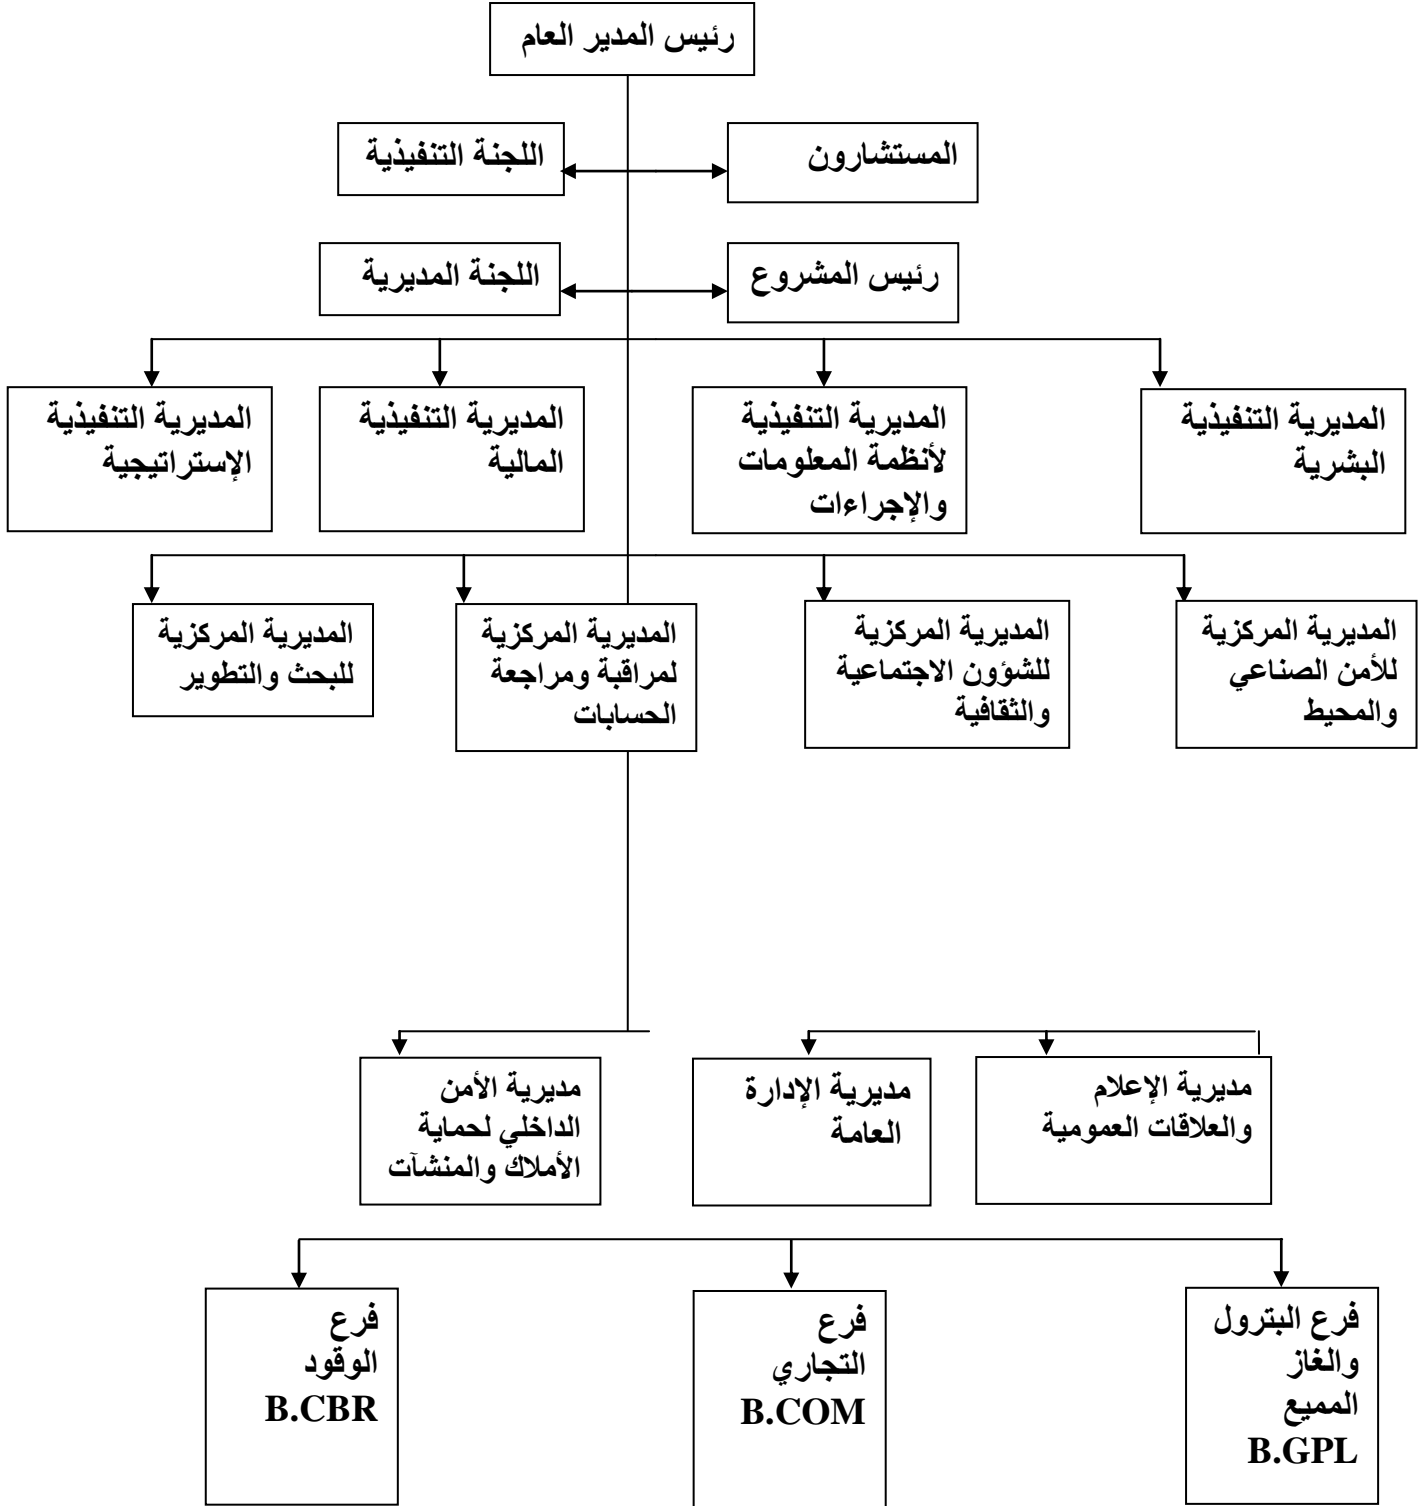 رئيس المدير العام
المستشارون
اللجنة التنفيذية
رئيس المشروع
اللجنة المديرية
المديرية التنفيذية
البشرية
المديرية التنفيذية
لأنظمة المعلومات
والإجراءات
المديرية التنفيذية
المالية
المديرية التنفيذية
الإستراتيجية
المديرية المركزية
للأمن الصناعي
والمحيط
المديرية المركزية
للشؤون الاجتماعية
والثقافية
المديرية المركزية
لمراقبة ومراجعة
الحسابات
المديرية المركزية
للبحث والتطوير
مديرية الإعلام
والعلاقات العمومية
مديرية الإدارة
العامة
مديرية الأمن
الداخلي لحماية
الأملاك والمنشآت
فرع البترول
والغاز
المميع
B.GPL
فرع
التجاري
B.COM
فرع
الوقود
B.CBR